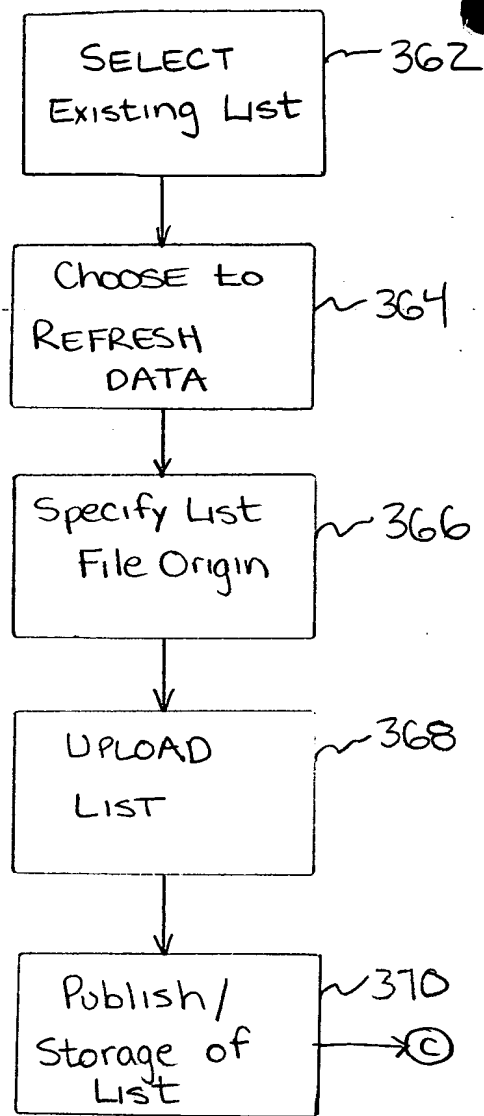 SELECT
Existing List
362
Choose to
REFRESH
DATA
364
Specify List
File Origin
366
UPLOAD
LIST
368
Publish/
Storage of
List
370
C